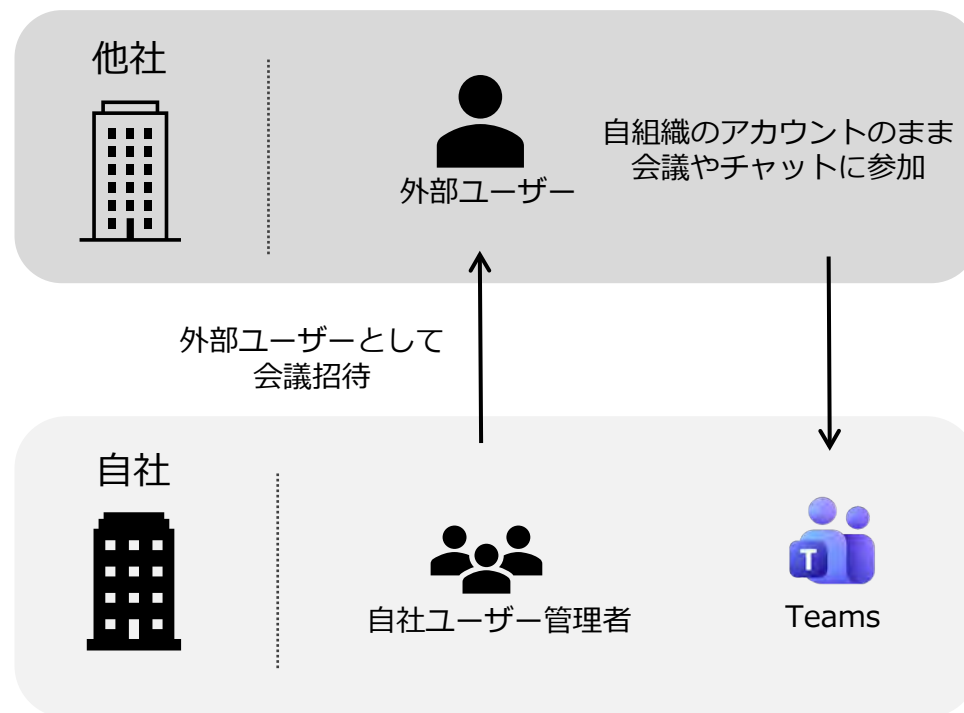 他社
外部ユーザー
自組織のアカウントのまま
会議やチャットに参加
外部ユーザーとして
会議招待
自社
自社ユーザー管理者
T
Teams